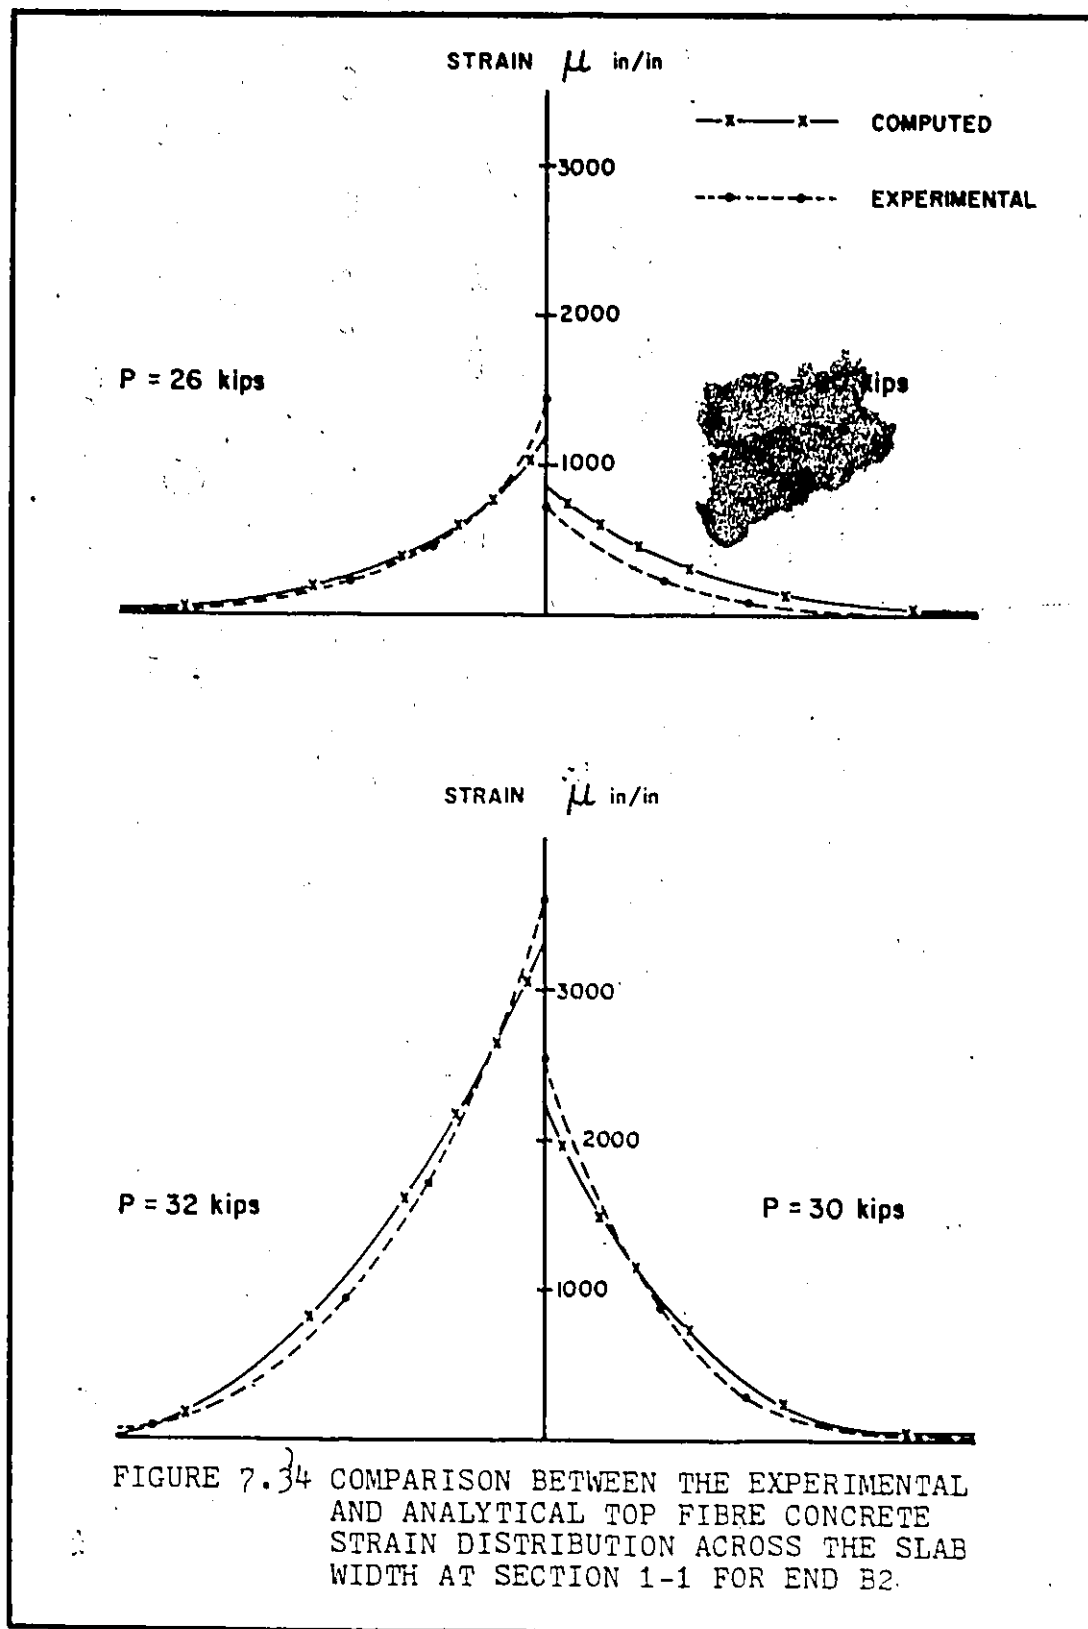 STRAIN μ in/in
COMPUTED
3000
EXPERIMENTAL
2000
P = 26 kips
kips
1000
STRAIN μ in/in
3000
2000
P = 32 kips
P = 30 kips
1000
FIGURE 7.34 COMPARISON BETWEEN THE EXPERIMENTAL
AND ANALYTICAL TOP FIBRE CONCRETE
STRAIN DISTRIBUTION ACROSS THE SLAB
WIDTH AT SECTION 1-1 FOR END B2.